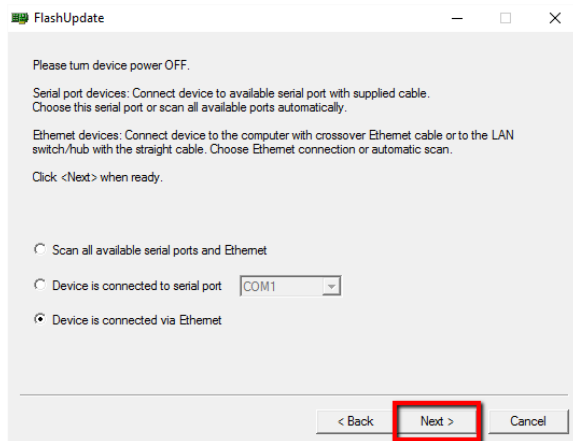 FlashUpdate
Please turn device power OFF.
Serial port devices: Connect device to available serial port with supplied cable.
Choose this serial port or scan all available ports automatically.
Ethernet devices: Connect device to the computer with crossover Ethernet cable or to the LAN
switch/hub with the straight cable. Choose Ethernet connection or automatic scan.
Click <Next> when ready.
Scan all available serial ports and Ethernet
Device is connected to serial port COM1
Device is connected via Ethernet
< Back Next > Cancel